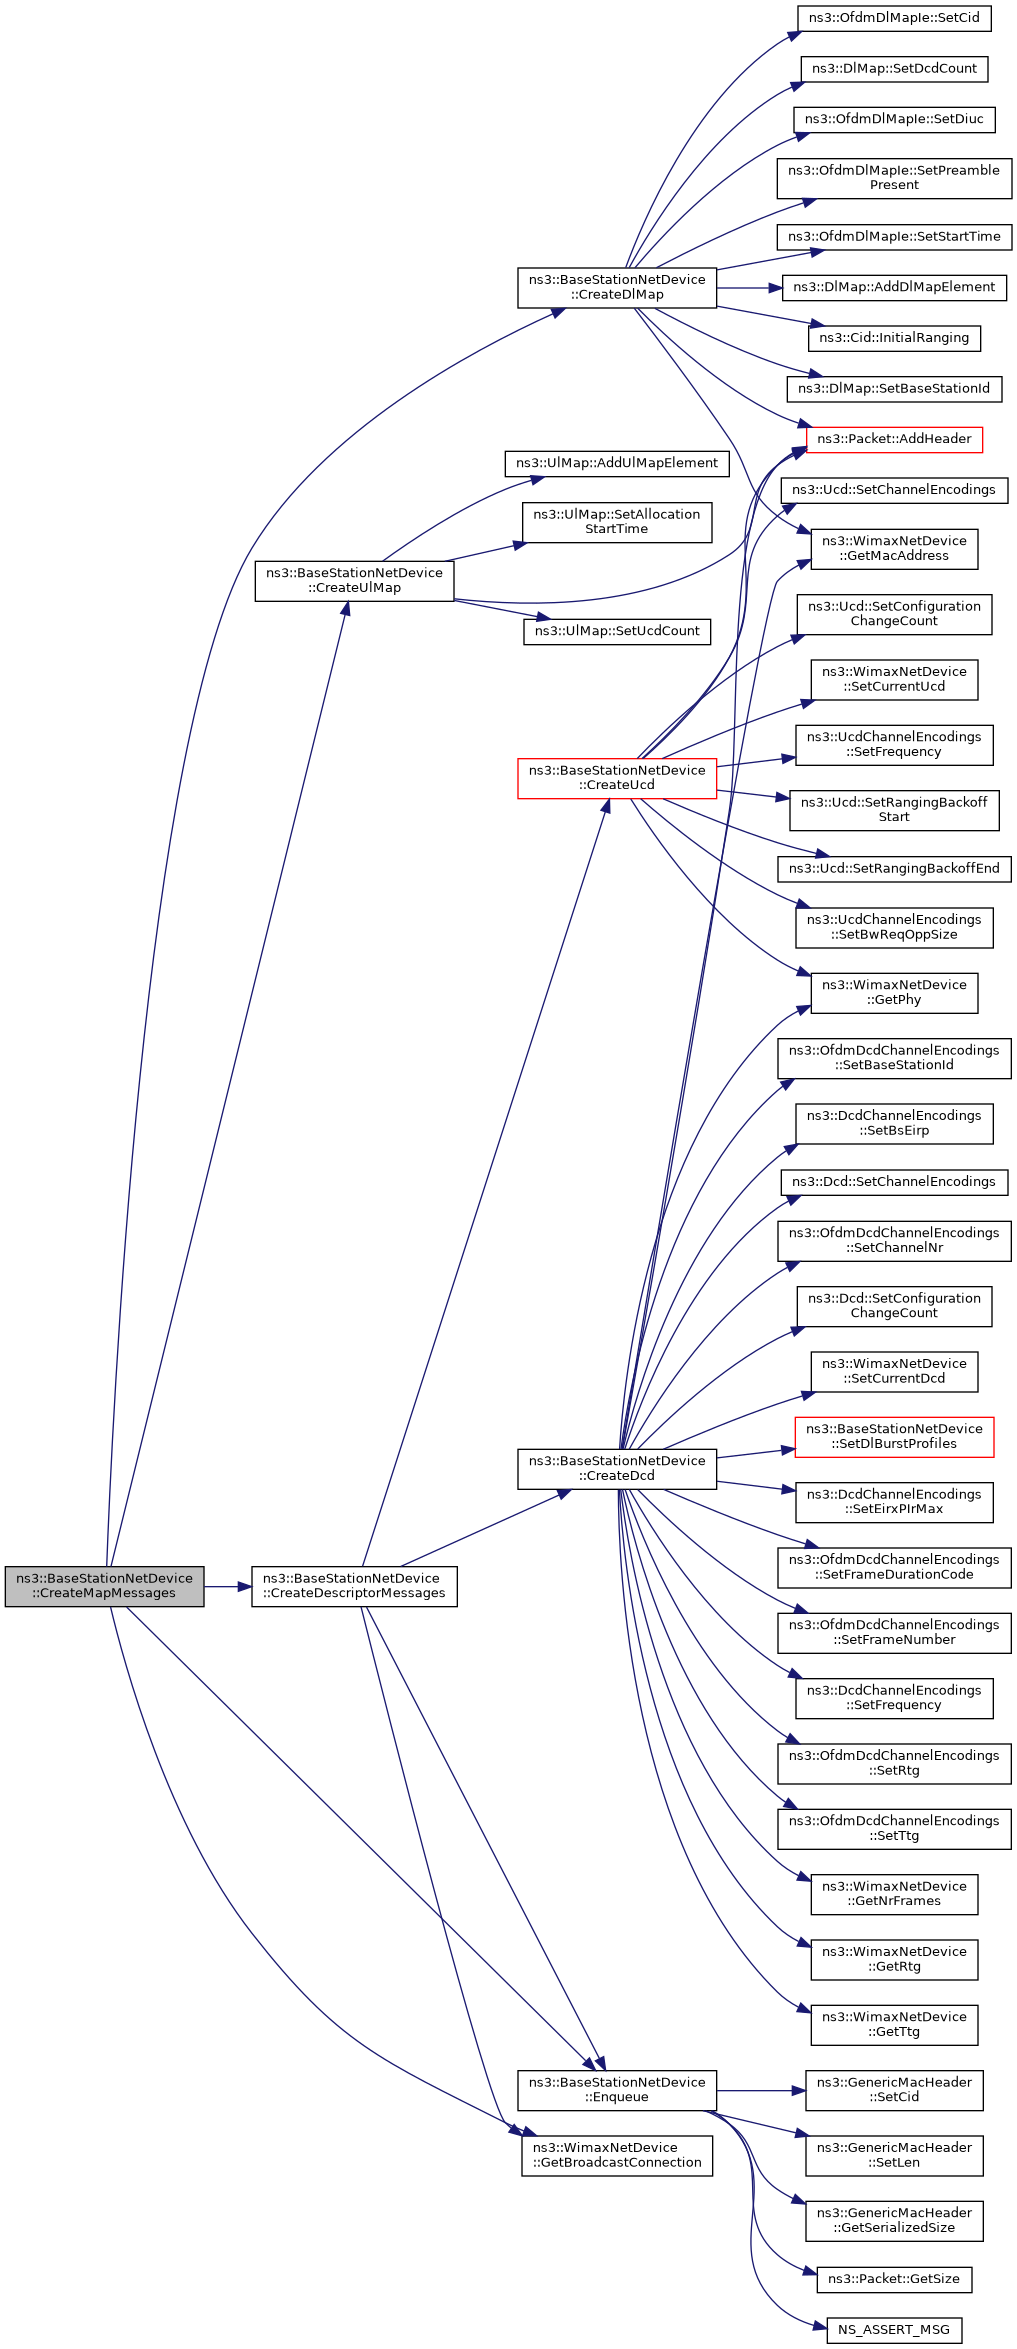 ns3::OfdmDlMapIe::SetCid
ns3::DlMap::SetDcdCount
ns3::OfdmDlMapIe::SetDiuc
ns3::OfdmDlMapIe::SetPreamble
Present
ns3::OfdmDlMapIe::SetStartTime
ns3::BaseStationNetDevice
::CreateDlMap
ns3::DlMap::AddDlMapElement
ns3::Cid::InitialRanging
ns3::DlMap::SetBaseStationId
ns3::Packet::AddHeader
ns3::UlMap::AddUlMapElement
ns3::Ucd::SetChannelEncodings
ns3::UlMap::SetAllocation
StartTime
ns3::WimaxNetDevice
::GetMacAddress
ns3::BaseStationNetDevice
::CreateUlMap
ns3::Ucd::SetConfiguration
ChangeCount
ns3::UlMap::SetUcdCount
ns3::WimaxNetDevice
::SetCurrentUcd
ns3::UcdChannelEncodings
::SetFrequency
ns3::BaseStationNetDevice
::CreateUcd
ns3::Ucd::SetRangingBackoff
Start
ns3::Ucd::SetRangingBackoffEnd
ns3::UcdChannelEncodings
::SetBwReqOppSize
ns3::WimaxNetDevice
::GetPhy
ns3::OfdmDcdChannelEncodings
::SetBaseStationId
ns3::DcdChannelEncodings
::SetBsEirp
ns3::Dcd::SetChannelEncodings
ns3::OfdmDcdChannelEncodings
::SetChannelNr
ns3::Dcd::SetConfiguration
ChangeCount
ns3::WimaxNetDevice
::SetCurrentDcd
ns3::BaseStationNetDevice
::SetDlBurstProfiles
ns3::BaseStationNetDevice
::CreateDcd
ns3::DcdChannelEncodings
::SetEirxPIrMax
ns3::OfdmDcdChannelEncodings
::SetFrameDurationCode
ns3::BaseStationNetDevice
::CreateMapMessages
ns3::BaseStationNetDevice
::CreateDescriptorMessages
ns3::OfdmDcdChannelEncodings
::SetFrameNumber
ns3::DcdChannelEncodings
::SetFrequency
ns3::OfdmDcdChannelEncodings
::SetRtg
ns3::OfdmDcdChannelEncodings
::SetTtg
ns3::WimaxNetDevice
::GetNrFrames
ns3::WimaxNetDevice
::GetRtg
ns3::WimaxNetDevice
::GetTtg
ns3::BaseStationNetDevice
::Enqueue
ns3::GenericMacHeader
::SetCid
ns3::WimaxNetDevice
::GetBroadcastConnection
ns3::GenericMacHeader
::SetLen
ns3::GenericMacHeader
::GetSerializedSize
ns3::Packet::GetSize
NS_ASSERT_MSG